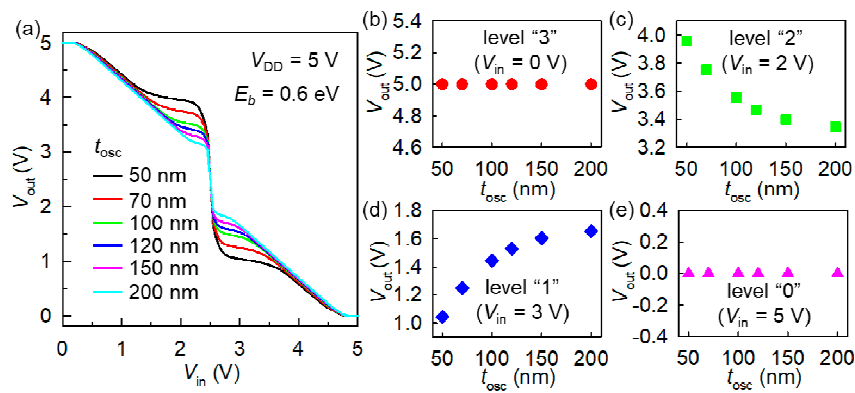 (a)
V_DD = 5 V
E_b = 0.6 eV
t_osc
50 nm
70 nm
100 nm
120 nm
150 nm
200 nm
V_out (V)
5
4
3
2
1
0
0 1 2 3 4 5
V_in (V)
(b)
level “3”
(V_in = 0 V)
V_out (V)
5.4
5.2
5.0
4.8
4.6
50 100 150 200
t_osc (nm)
(c)
level “2”
(V_in = 2 V)
V_out (V)
4.0
3.8
3.6
3.4
3.2
50 100 150 200
t_osc (nm)
(d)
level “1”
(V_in = 3 V)
V_out (V)
1.8
1.6
1.4
1.2
1.0
50 100 150 200
t_osc (nm)
(e)
level “0”
(V_in = 5 V)
V_out (V)
0.4
0.2
0.0
-0.2
-0.4
50 100 150 200
t_osc (nm)